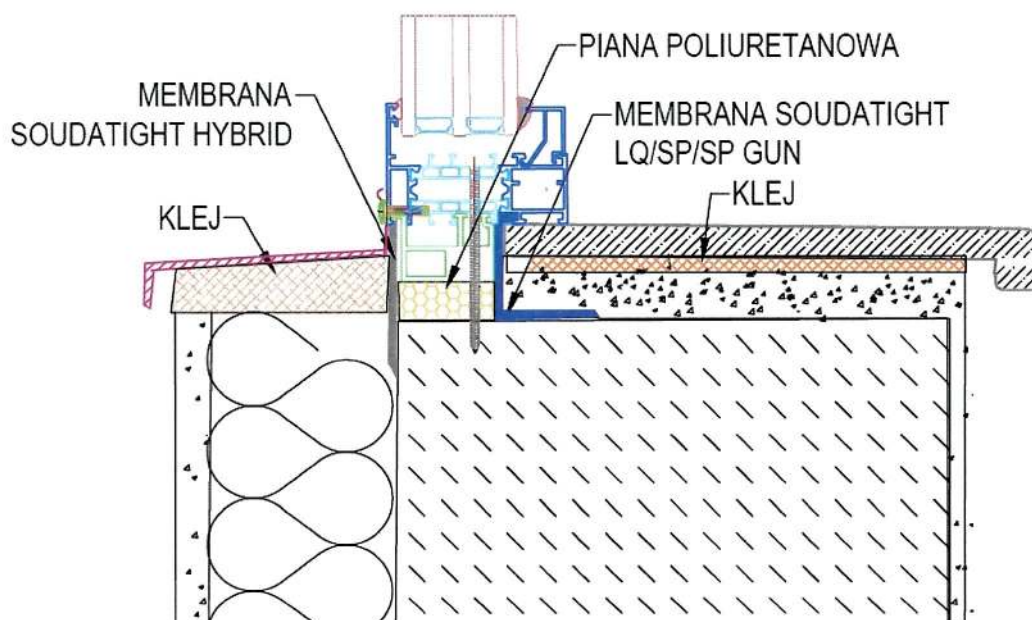 PIANA POLIURETANOWA
MEMBRANA
SOUDATIGHT HYBRID
MEMBRANA SOUDATIGHT
LQ/SP/SP GUN
KLEJ
KLEJ